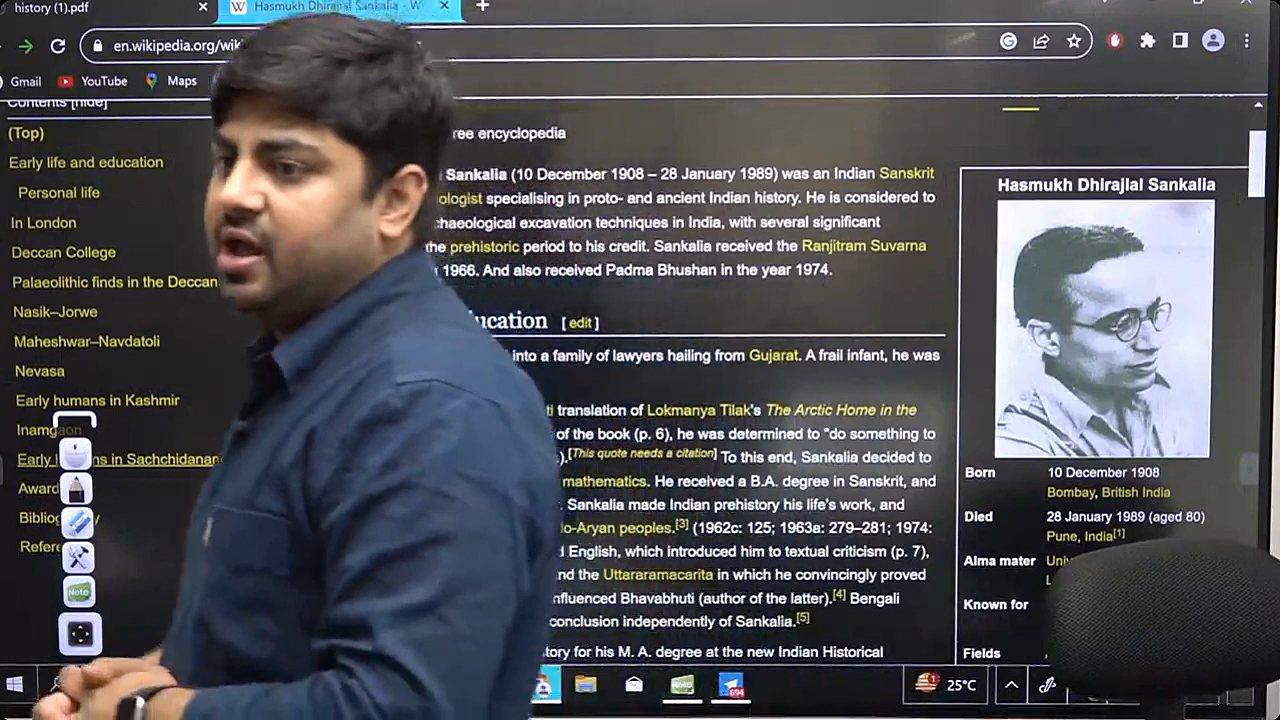 history (1).pdf
Hasmukh Dhirajlal Sankalia - W
en.wikipedia.org/wiki
Gmail
YouTube
Maps
Contents [hide]
(Top)
Early life and education
Personal life
In London
Deccan College
Palaeolithic finds in the Deccan
Nasik–Jorwe
Maheshwar–Navdatoli
Nevasa
Early humans in Kashmir
Inamgaon
Early
ns in Sachchidanan
Award
Refere
ree encyclopedia
Sankalia (10 December 1908 – 28 January 1989) was an Indian Sanskrit
ologist specialising in proto- and ancient Indian history. He is considered to
chaeological excavation techniques in India, with several significant
the prehistoric period to his credit. Sankalia received the Ranjitram Suvarna
1966. And also received Padma Bhushan in the year 1974.
ucation [ edit ]
into a family of lawyers hailing from Gujarat. A frail infant, he was
ti translation of Lokmanya Tilak's The Arctic Home in the
of the book (p. 6), he was determined to "do something to
).[This quote needs a citation] To this end, Sankalia decided to
mathematics. He received a B.A. degree in Sanskrit, and
. Sankalia made Indian prehistory his life's work, and
o-Aryan peoples.[3] (1962c: 125; 1963a: 279–281; 1974:
d English, which introduced him to textual criticism (p. 7),
nd the Uttararamacarita in which he convincingly proved
nfluenced Bhavabhuti (author of the latter).[4] Bengali
conclusion independently of Sankalia.[5]
tory for his M. A. degree at the new Indian Historical
Hasmukh Dhirajlal Sankalia
Born 10 December 1908
Bombay, British India
Died 28 January 1989 (aged 80)
Pune, India[1]
Alma mater Univ
L
Known for
Fields
Noto
Noto
694
1
25°C